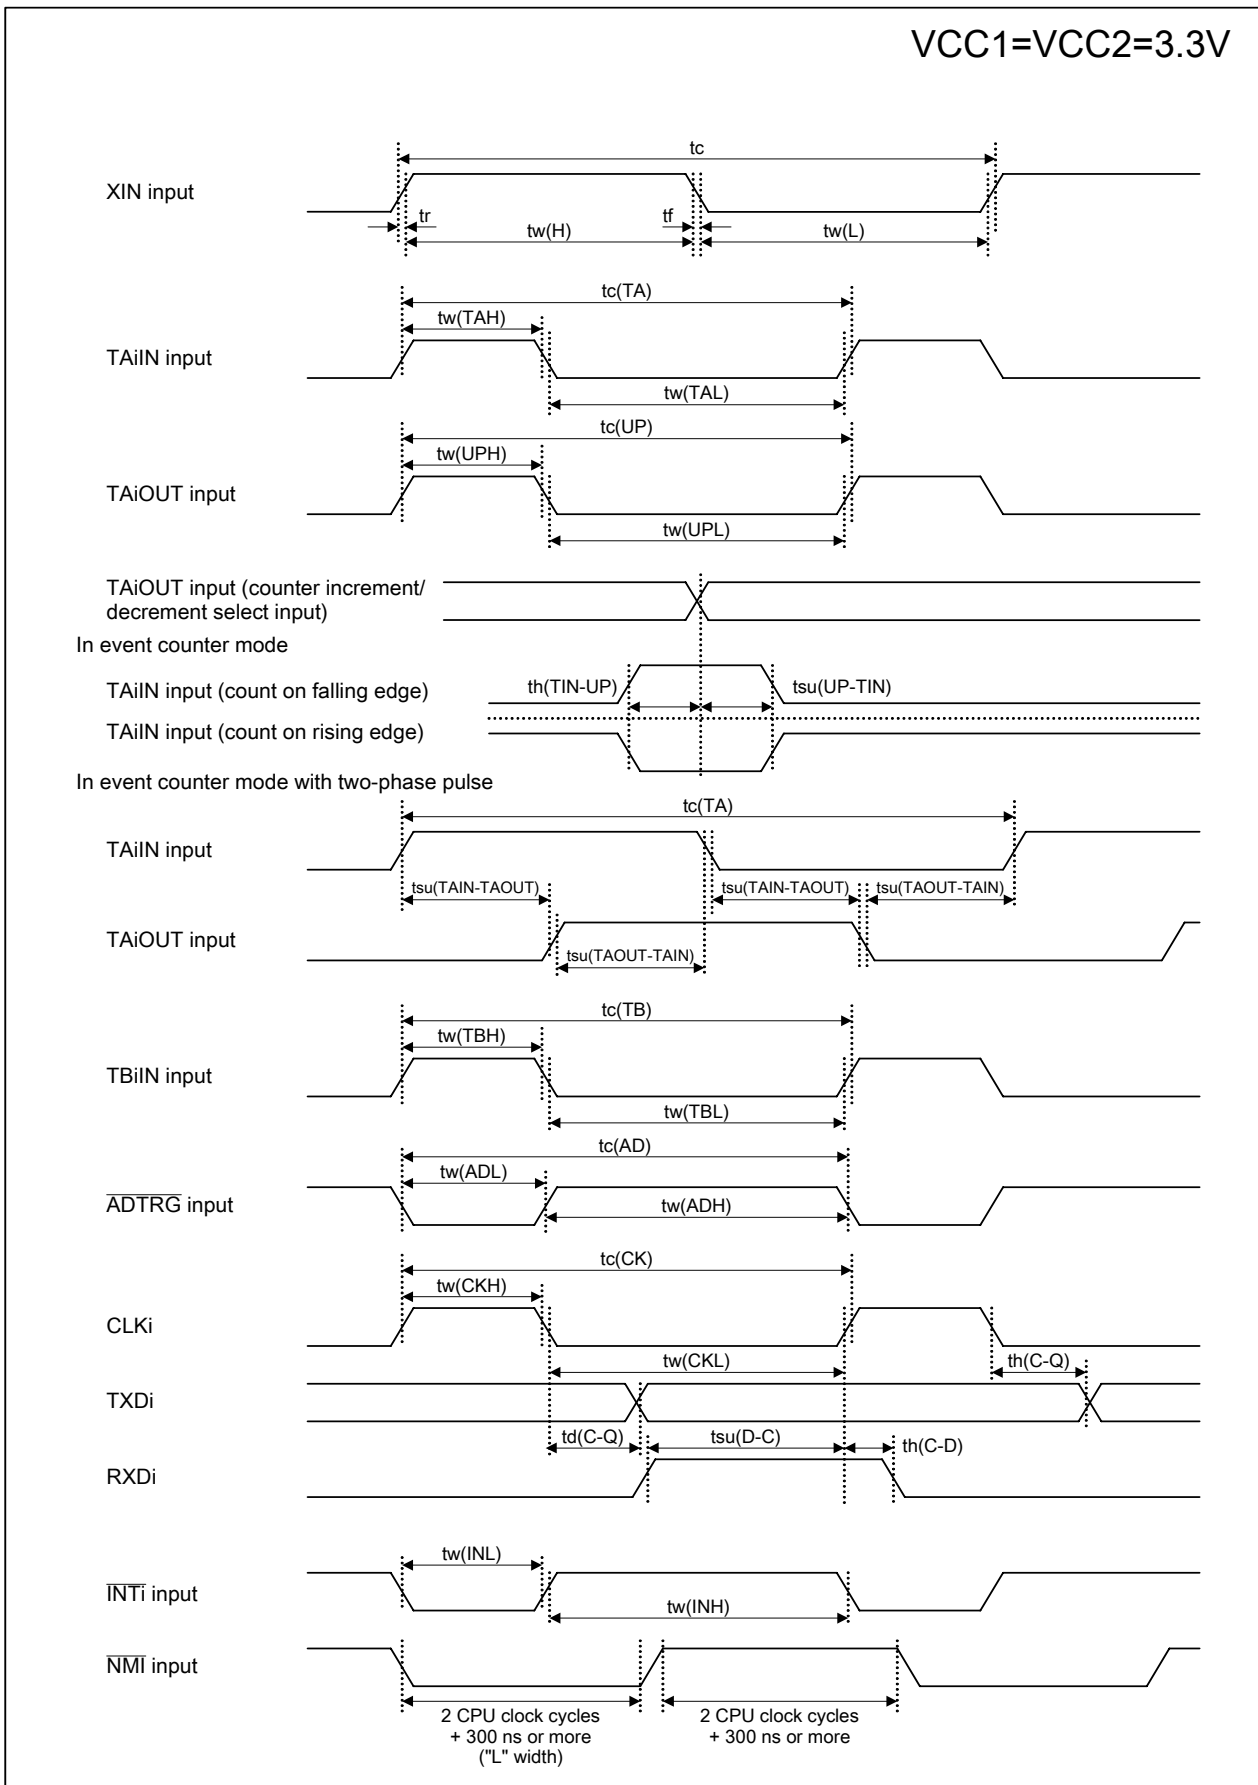 VCC1=VCC2=3.3V
tc
XIN input
tr
tf
tw(H)
tw(L)
tc(TA)
tw(TAH)
TAiIN input
tw(TAL)
tc(UP)
tw(UPH)
TAiOUT input
tw(UPL)
TAiOUT input (counter increment/
decrement select input)
In event counter mode
TAiIN input (count on falling edge)
th(TIN-UP)
tsu(UP-TIN)
TAiIN input (count on rising edge)
In event counter mode with two-phase pulse
tc(TA)
TAiIN input
tsu(TAIN-TAOUT)
tsu(TAIN-TAOUT)
tsu(TAOUT-TAIN)
TAiOUT input
tsu(TAOUT-TAIN)
tc(TB)
tw(TBH)
TBiIN input
tw(TBL)
tc(AD)
tw(ADL)
ADTRG input
tw(ADH)
tc(CK)
tw(CKH)
CLKi
tw(CKL)
th(C-Q)
TXDi
td(C-Q)
tsu(D-C)
th(C-D)
RXDi
tw(INL)
INTi input
tw(INH)
NMI input
2 CPU clock cycles
+ 300 ns or more
("L" width)
2 CPU clock cycles
+ 300 ns or more